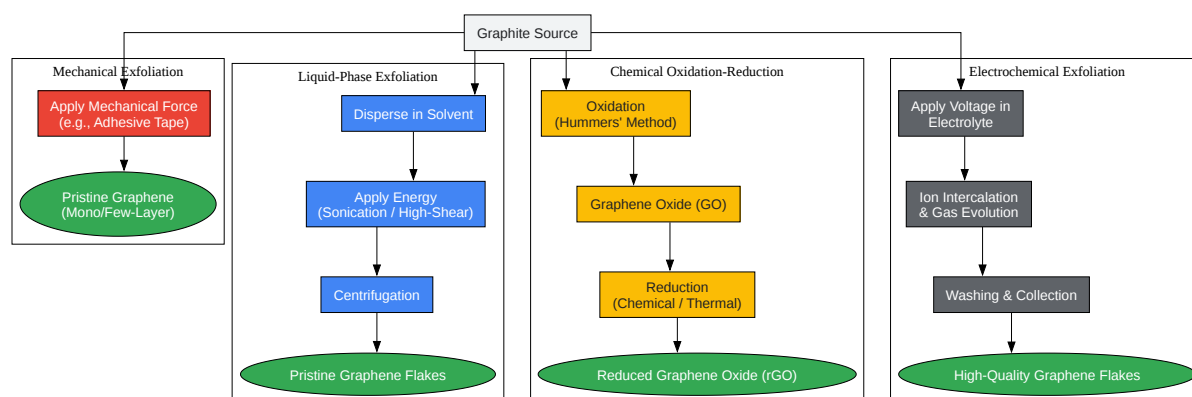 Graphite Source
Mechanical Exfoliation
Apply Mechanical Force
(e.g., Adhesive Tape)
Pristine Graphene
(Mono/Few-Layer)
Liquid-Phase Exfoliation
Disperse in Solvent
Apply Energy
(Sonication / High-Shear)
Centrifugation
Pristine Graphene Flakes
Chemical Oxidation-Reduction
Oxidation
(Hummers' Method)
Graphene Oxide (GO)
Reduction
(Chemical / Thermal)
Reduced Graphene Oxide (rGO)
Electrochemical Exfoliation
Apply Voltage in
Electrolyte
Ion Intercalation
& Gas Evolution
Washing & Collection
High-Quality Graphene Flakes